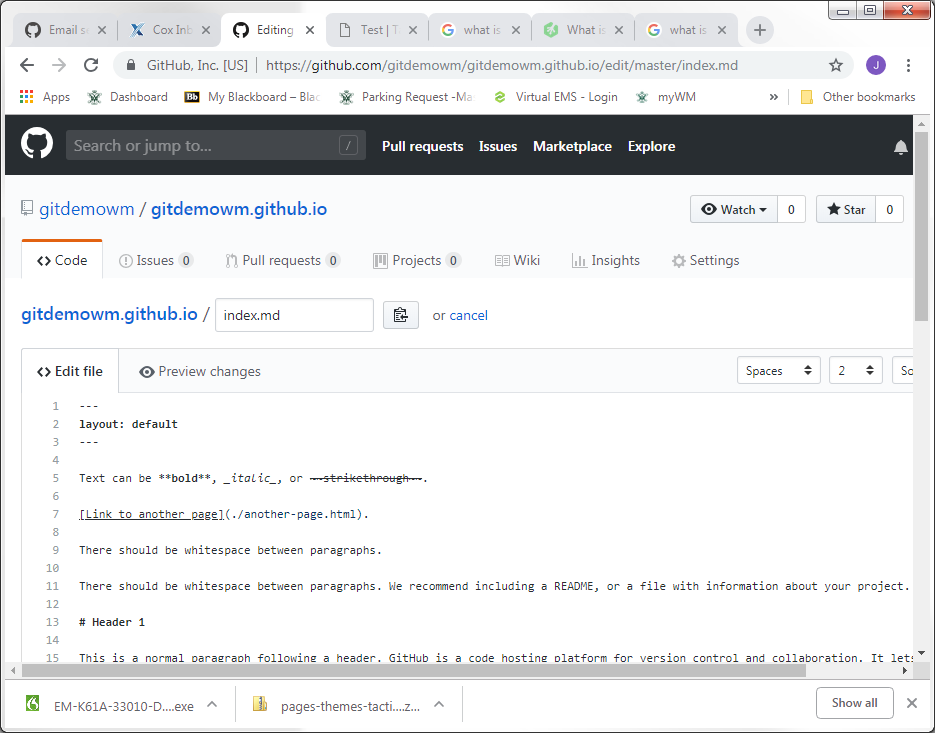 Email se
Cox Inb
Editing
Test | T
what is
What is
what is
GitHub, Inc. [US] | https://github.com/gitdemowm/gitdemowm.github.io/edit/master/index.md
J
Apps
Dashboard
Bb My Blackboard – Blac
Parking Request -Ma
Virtual EMS - Login
myWM
»
Other bookmarks
Search or jump to...
/
Pull requests
Issues
Marketplace
Explore
gitdemowm / gitdemowm.github.io
Watch
0
Star
0
<> Code
Issues 0
Pull requests 0
Projects 0
Wiki
Insights
Settings
gitdemowm.github.io / index.md or cancel
<> Edit file
Preview changes
Spaces
2
So
1 ---
2 layout: default
3 ---
4
5 Text can be **bold**, _italic_, or ~~strikethrough~~.
6
7 [Link to another page](./another-page.html).
8
9 There should be whitespace between paragraphs.
10
11 There should be whitespace between paragraphs. We recommend including a README, or a file with information about your project.
12
13 # Header 1
14
15 This is a normal paragraph following a header. GitHub is a code hosting platform for version control and collaboration. It lets
EM-K61A-33010-D....exe
pages-themes-tacti....z...
Show all